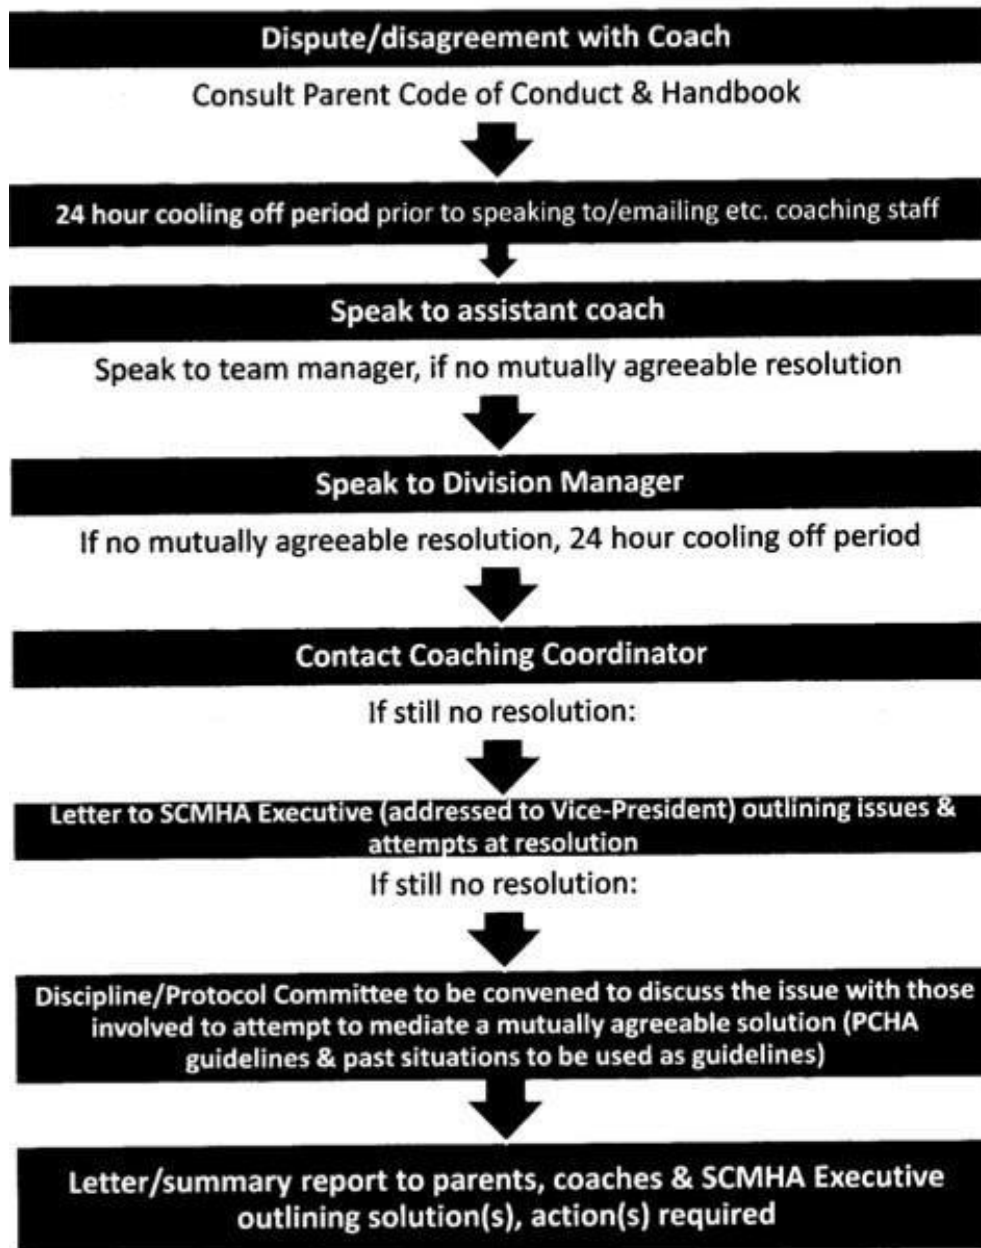 Dispute/disagreement with Coach
Consult Parent Code of Conduct & Handbook
24 hour cooling off period prior to speaking to/emailing etc. coaching staff
Speak to assistant coach
Speak to team manager, if no mutually agreeable resolution
Speak to Division Manager
If no mutually agreeable resolution, 24 hour cooling off period
Contact Coaching Coordinator
If still no resolution:
Letter to SCMHA Executive (addressed to Vice-President) outlining issues &
attempts at resolution
If still no resolution:
Discipline/Protocol Committee to be convened to discuss the issue with those
involved to attempt to mediate a mutually agreeable solution (PCHA
guidelines & past situations to be used as guidelines)
Letter/summary report to parents, coaches & SCMHA Executive
outlining solution(s), action(s) required